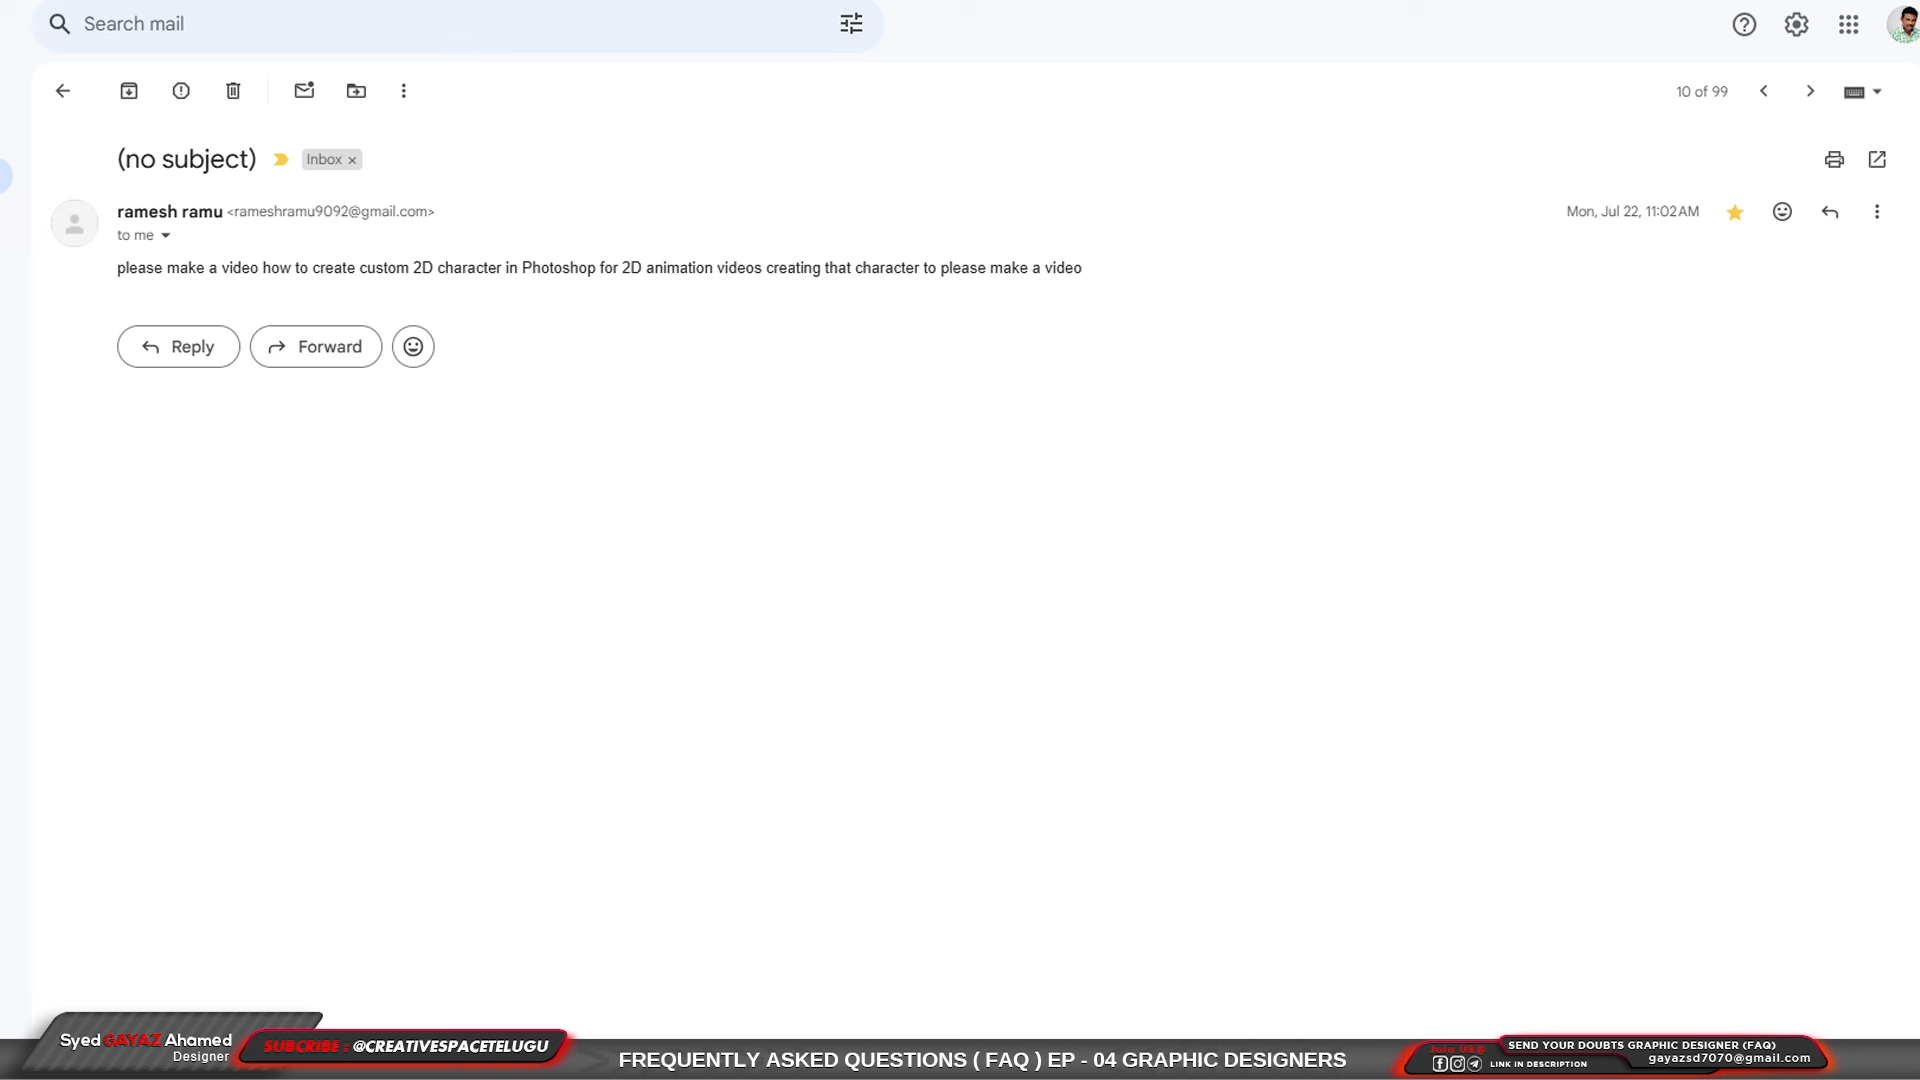 Search mail
10 of 99
(no subject)
Inbox ×
ramesh ramu <rameshramu9092@gmail.com>
Mon, Jul 22, 11:02 AM
to me
please make a video how to create custom 2D character in Photoshop for 2D animation videos creating that character to please make a video
Reply
Forward
Syed GAYAZ Ahamed
Designer
SUBCRIBE : @CREATIVESPACETELUGU
FREQUENTLY ASKED QUESTIONS ( FAQ ) EP - 04 GRAPHIC DESIGNERS
Join US @
SEND YOUR DOUBTS GRAPHIC DESIGNER (FAQ)
gayazsd7070@gmail.com
LINK IN DESCRIPTION